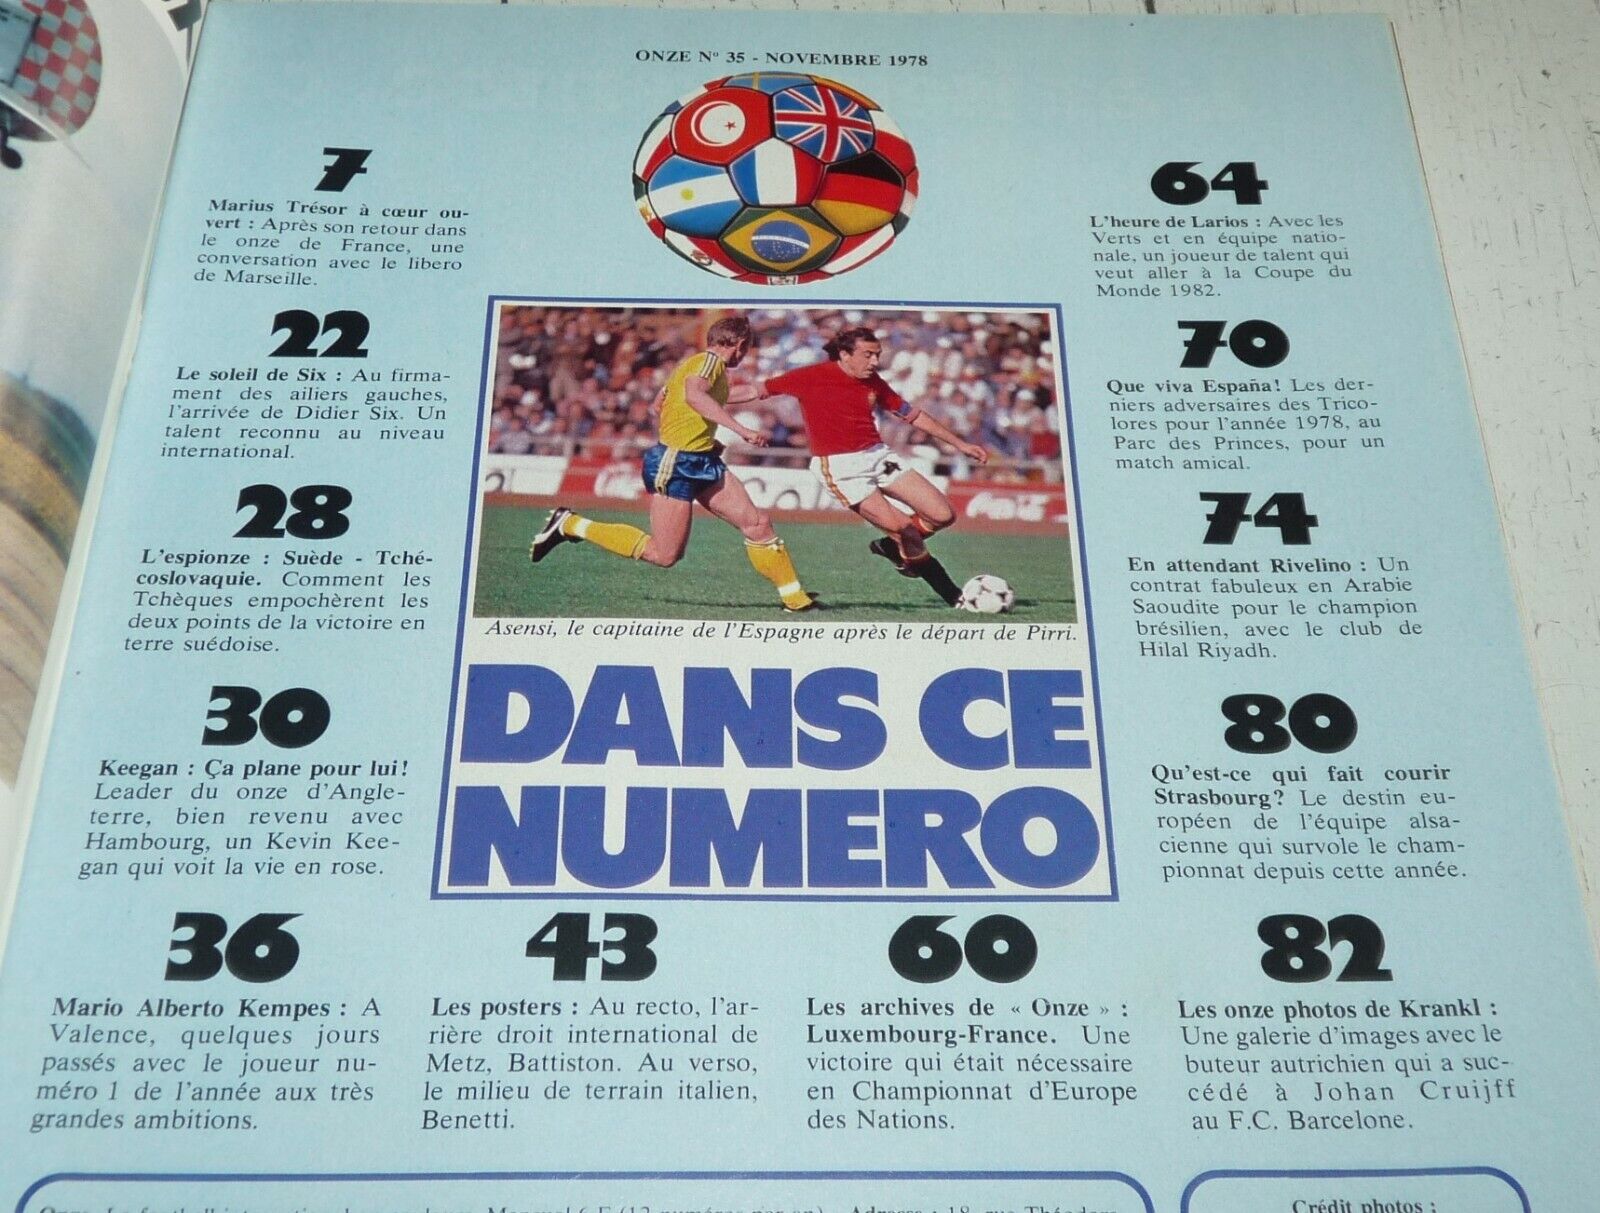 ONZE N° 35 - NOVEMBRE 1978
7
Marius Trésor à cœur ou-
vert : Après son retour dans
le onze de France, une
conversation avec le libero
de Marseille.
22
Le soleil de Six : Au firma-
ment des ailiers gauches,
l'arrivée de Didier Six. Un
talent reconnu au niveau
international.
28
L'espionze : Suède - Tché-
coslovaquie. Comment les
Tchèques empochèrent les
deux points de la victoire en
terre suédoise.
30
Keegan : Ça plane pour lui!
Leader du onze d'Angle-
terre, bien revenu avec
Hambourg, un Kevin Kee-
gan qui voit la vie en rose.
36
Mario Alberto Kempes : A
Valence, quelques jours
passés avec le joueur nu-
méro 1 de l'année aux très
grandes ambitions.
Asensi, le capitaine de l'Espagne après le départ de Pirri.
DANS CE
NUMERO
43
Les posters : Au recto, l'ar-
rière droit international de
Metz, Battiston. Au verso,
le milieu de terrain italien,
Benetti.
60
Les archives de « Onze » :
Luxembourg-France. Une
victoire qui était nécessaire
en Championnat d'Europe
des Nations.
64
L'heure de Larios : Avec les
Verts et en équipe natio-
nale, un joueur de talent qui
veut aller à la Coupe du
Monde 1982.
70
Que viva España! Les der-
niers adversaires des Trico-
lores pour l'année 1978, au
Parc des Princes, pour un
match amical.
74
En attendant Rivelino : Un
contrat fabuleux en Arabie
Saoudite pour le champion
brésilien, avec le club de
Hilal Riyadh.
80
Qu'est-ce qui fait courir
Strasbourg? Le destin eu-
ropéen de l'équipe alsa-
cienne qui survole le cham-
pionnat depuis cette année.
82
Les onze photos de Krankl :
Une galerie d'images avec le
buteur autrichien qui a suc-
cédé à Johan Cruijff
au F.C. Barcelone.
Crédit photos :